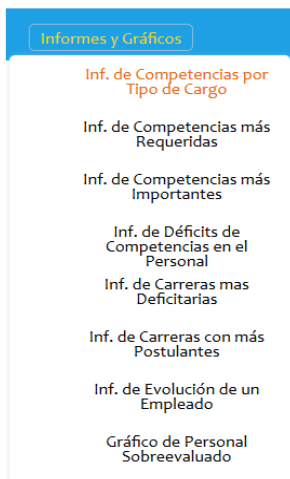 Informes y Gráficos
Inf. de Competencias por
Tipo de Cargo
Inf. de Competencias más
Requeridas
Inf. de Competencias más
Importantes
Inf. de Déficits de
Competencias en el
Personal
Inf. de Carreras mas
Deficitarias
Inf. de Carreras con más
Postulantes
Inf. de Evolución de un
Empleado
Gráfico de Personal
Sobreevaluado